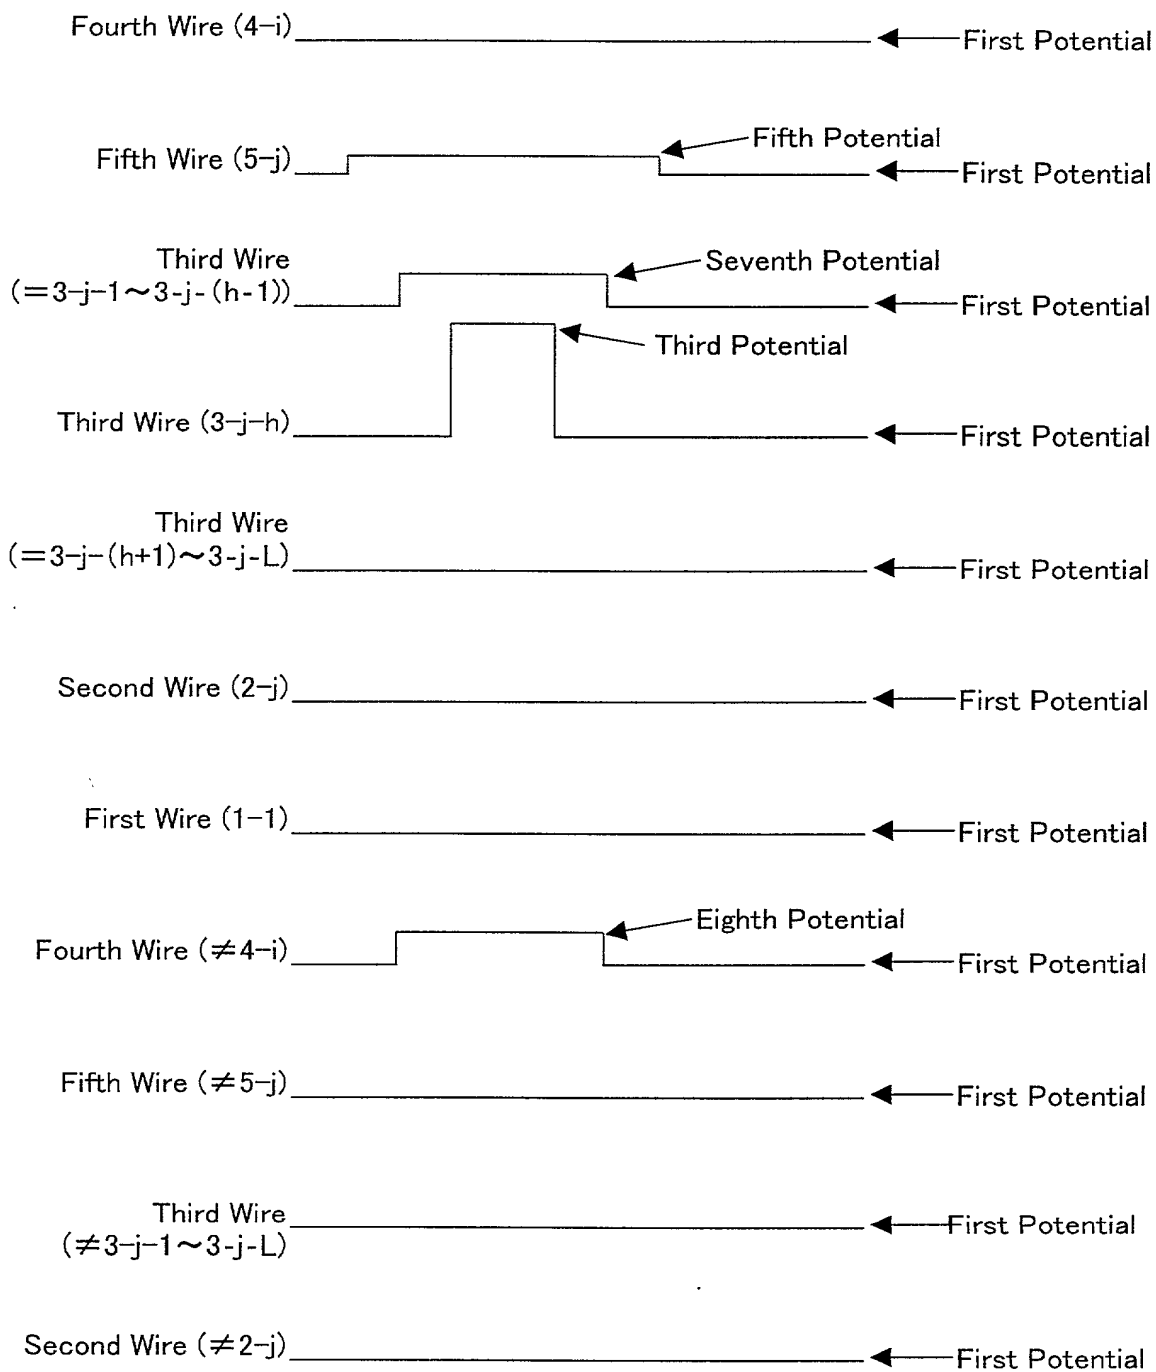 Fourth Wire (4-i)
First Potential
Fifth Potential
Fifth Wire (5-j)
First Potential
Third Wire
(=3-j-1～3-j-(h-1))
Seventh Potential
First Potential
Third Potential
Third Wire (3-j-h)
First Potential
Third Wire
(=3-j-(h+1)～3-j-L)
First Potential
Second Wire (2-j)
First Potential
First Wire (1-1)
First Potential
Eighth Potential
Fourth Wire (≠4-i)
First Potential
Fifth Wire (≠5-j)
First Potential
Third Wire
(≠3-j-1～3-j-L)
First Potential
Second Wire (≠2-j)
First Potential